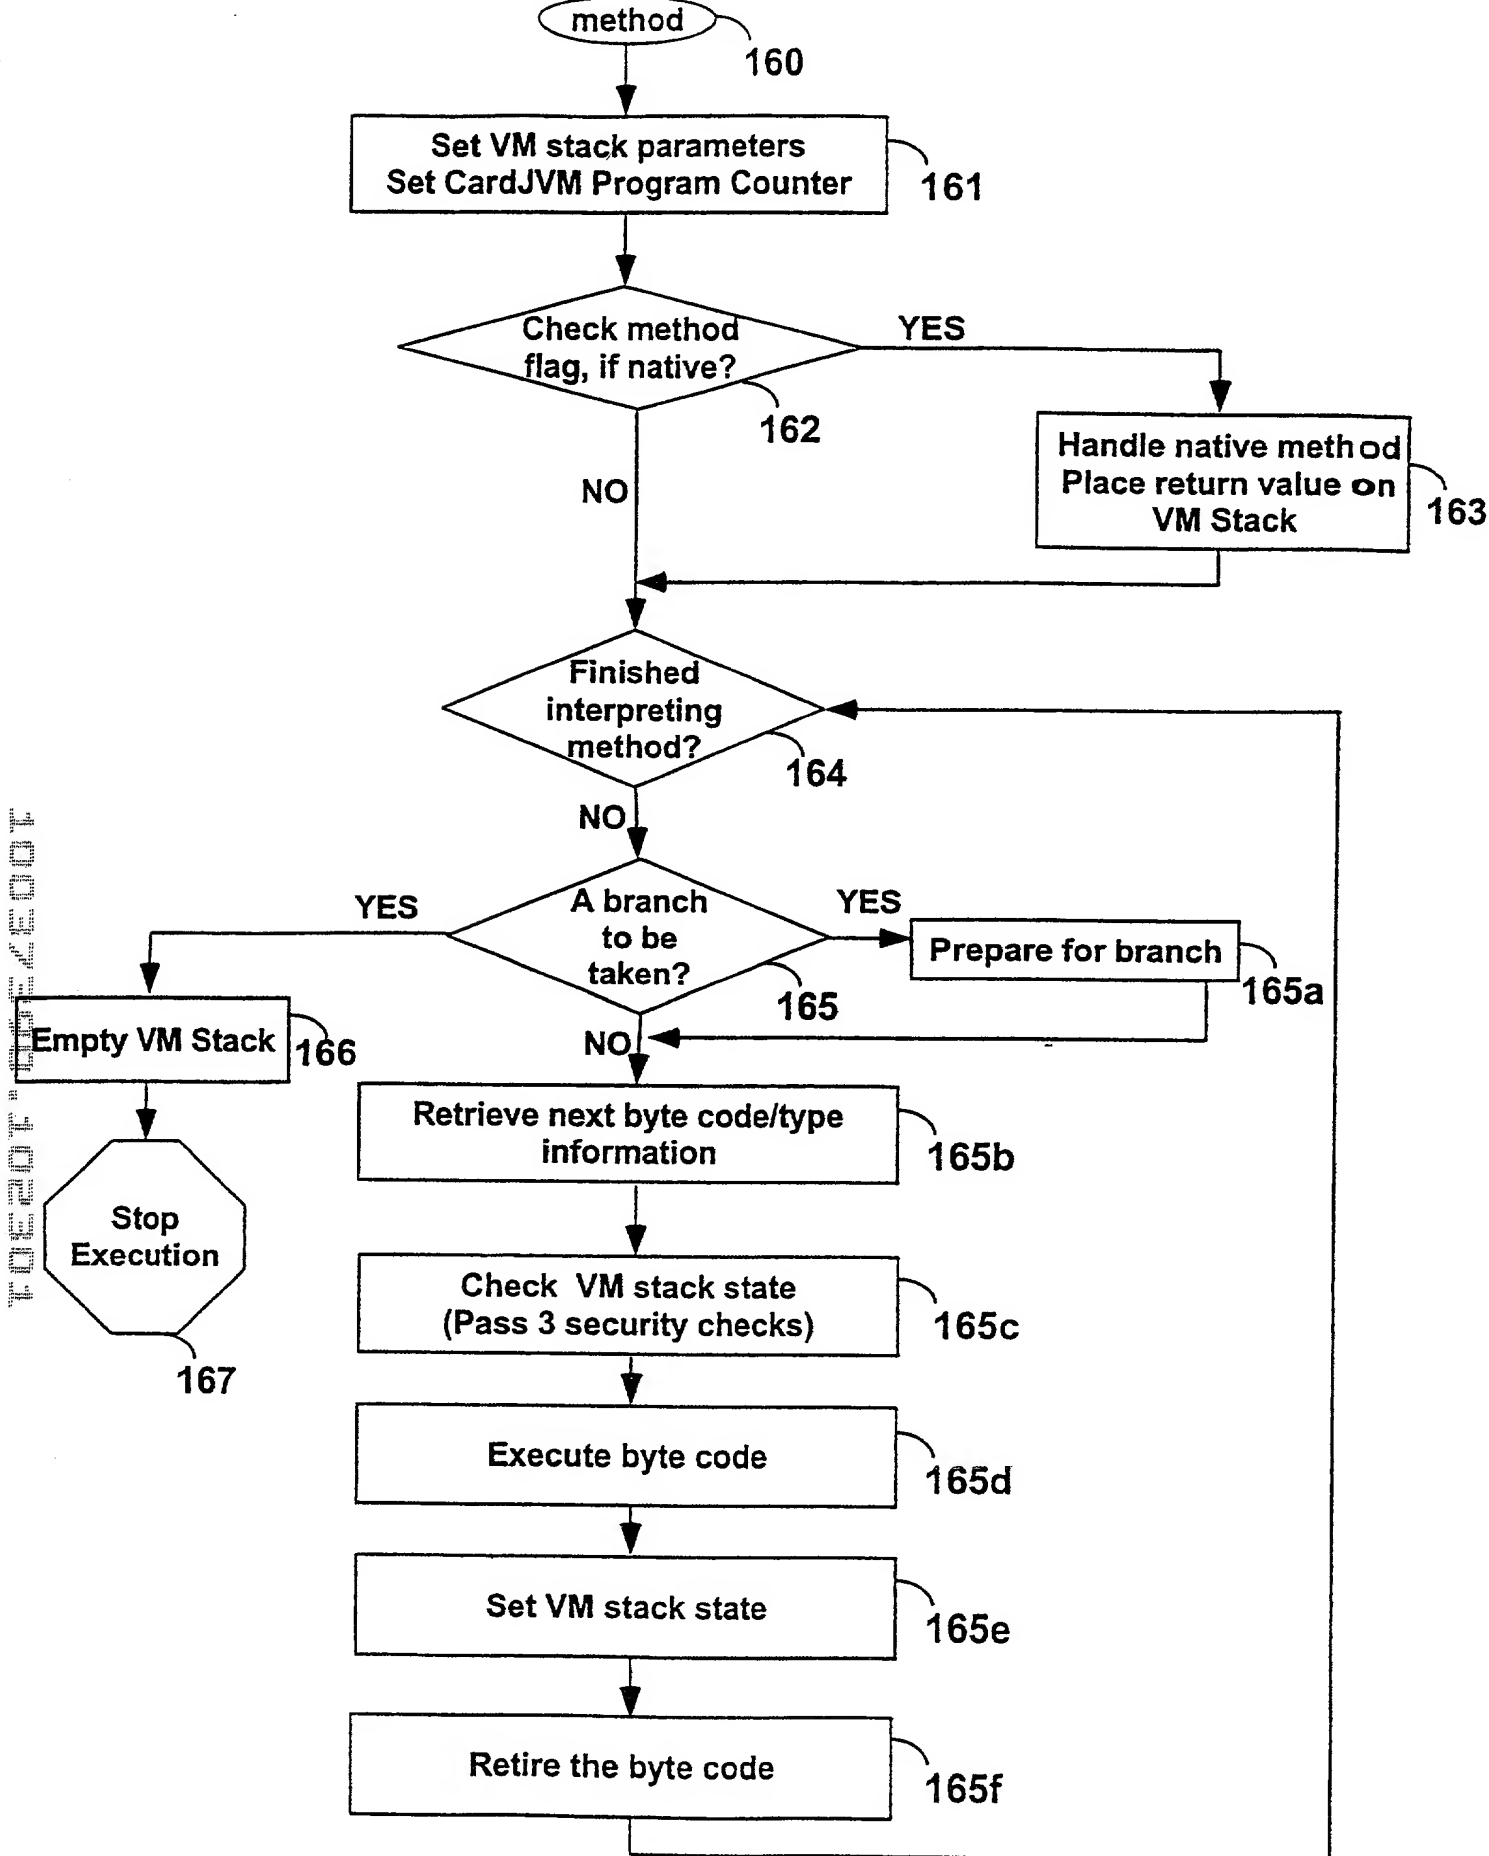 method
160
Set VM stack parameters
Set CardJVM Program Counter
161
Check method
flag, if native?
162
YES
Handle native method
Place return value on
VM Stack
163
NO
Finished
interpreting
method?
164
NO
A branch
to be
taken?
165
YES
YES
Prepare for branch
165a
Empty VM Stack
166
NO
Retrieve next byte code/type
information
165b
Stop
Execution
167
Check VM stack state
(Pass 3 security checks)
165c
Execute byte code
165d
Set VM stack state
165e
Retire the byte code
165f